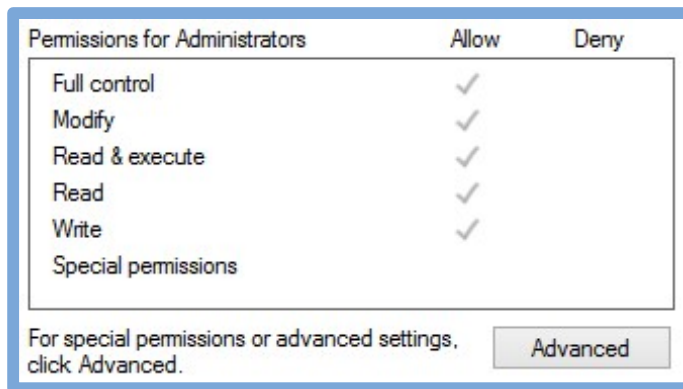 Permissions for Administrators Allow Deny
Full control
Modify
Read & execute
Read
Write
Special permissions
For special permissions or advanced settings,
click Advanced.
Advanced